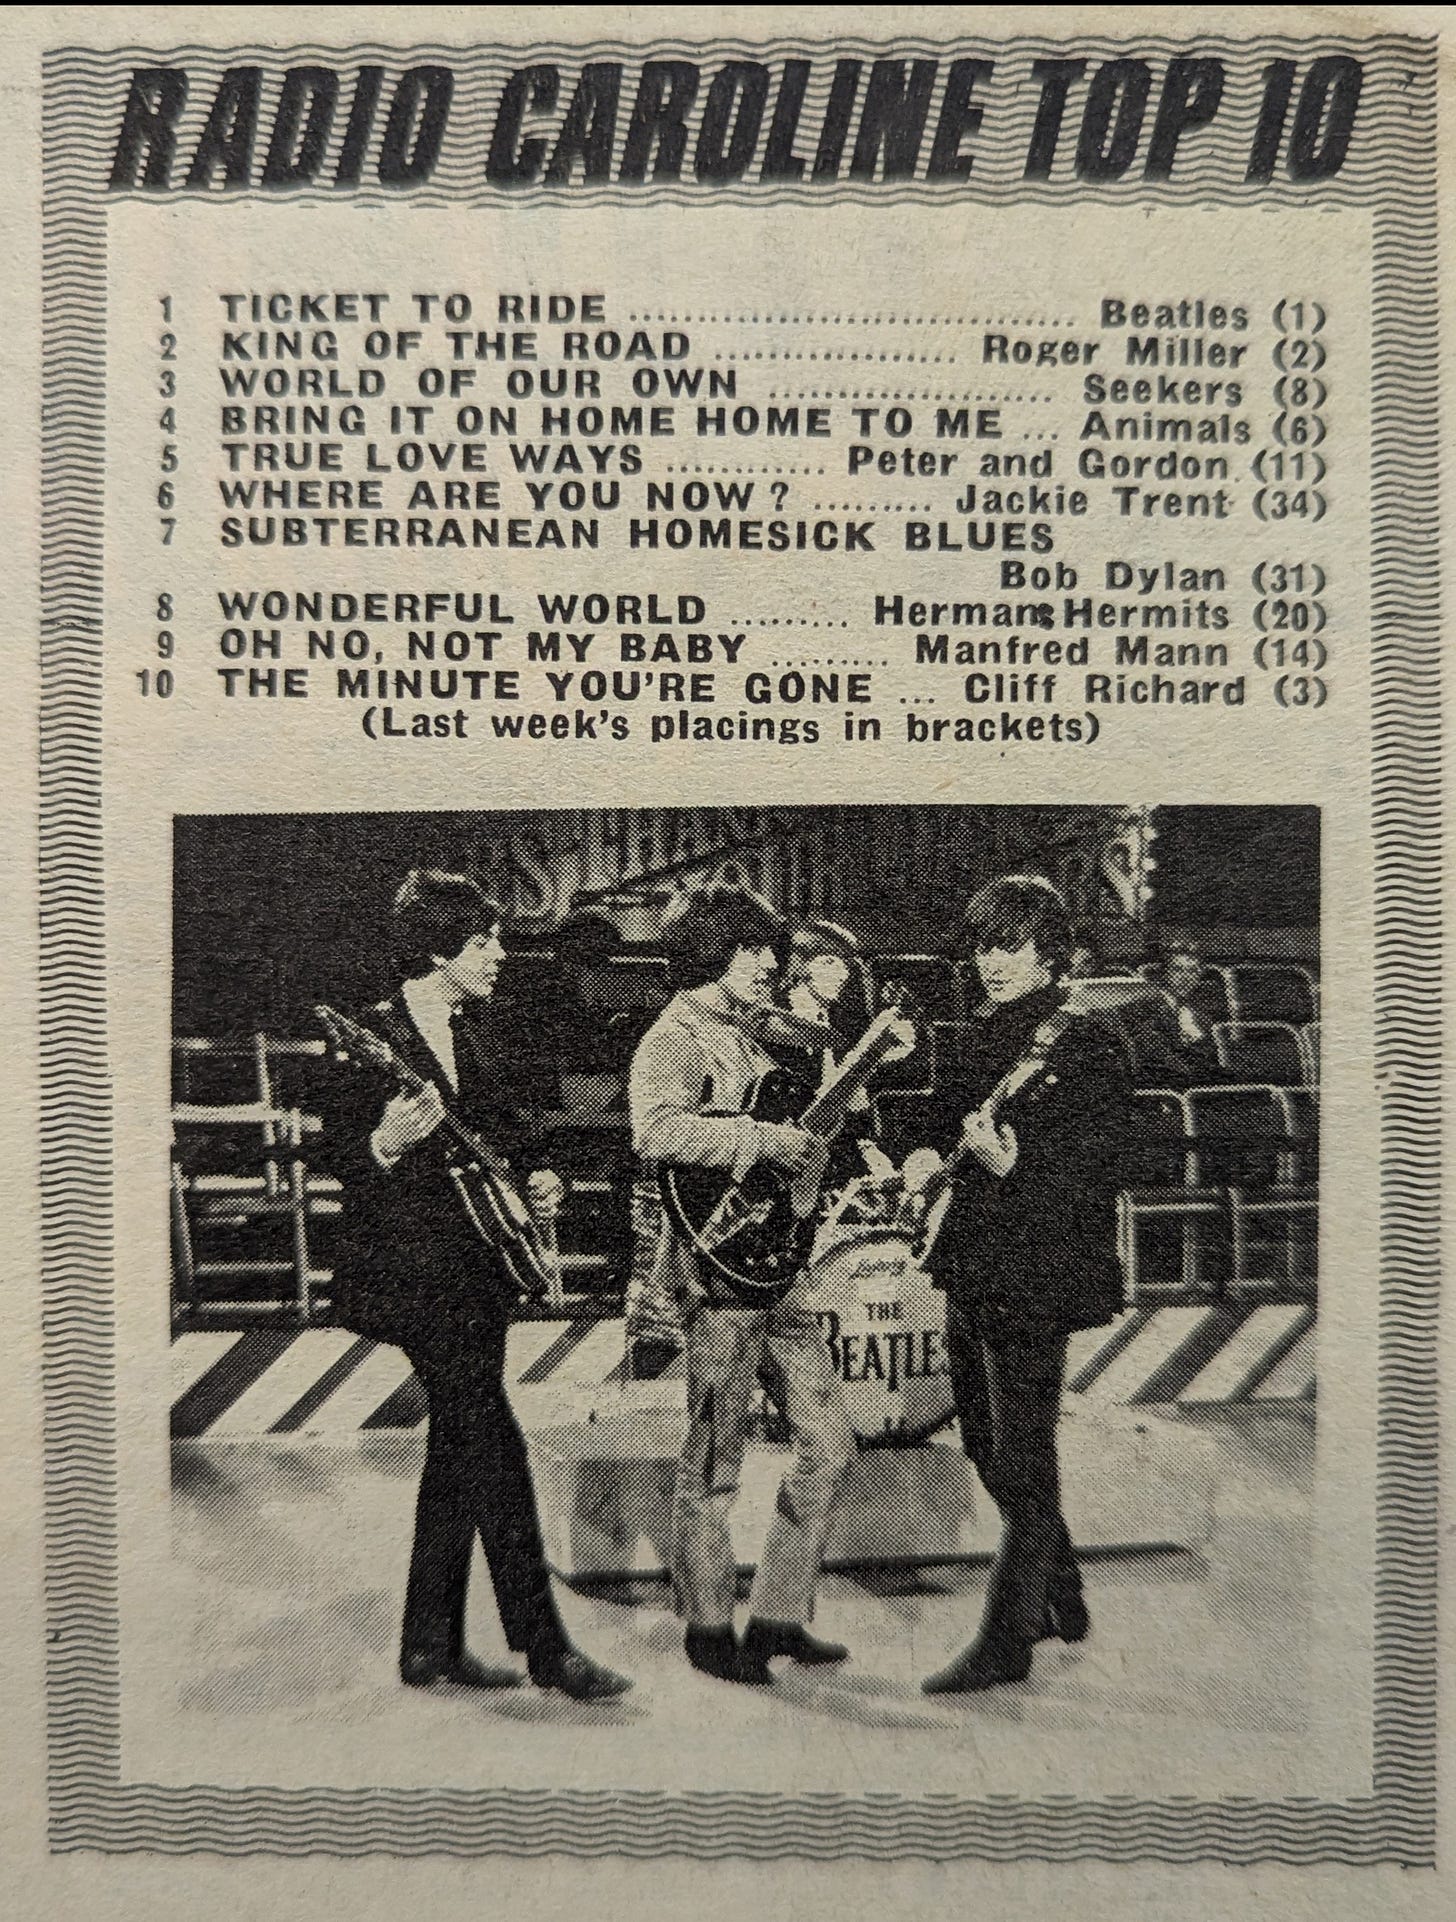 RADIO CAROLINE TOP 10
1 TICKET TO RIDE ................................. Beatles (1)
2 KING OF THE ROAD .................. Roger Miller (2)
3 WORLD OF OUR OWN ..................... Seekers (8)
4 BRING IT ON HOME HOME TO ME ... Animals (6)
5 TRUE LOVE WAYS ............ Peter and Gordon (11)
6 WHERE ARE YOU NOW? ......... Jackie Trent (34)
7 SUBTERRANEAN HOMESICK BLUES
Bob Dylan (31)
8 WONDERFUL WORLD ......... Hermans Hermits (20)
9 OH NO, NOT MY BABY ......... Manfred Mann (14)
10 THE MINUTE YOU'RE GONE ... Cliff Richard (3)
(Last week's placings in brackets)
Ludwig
THE
BEATLES